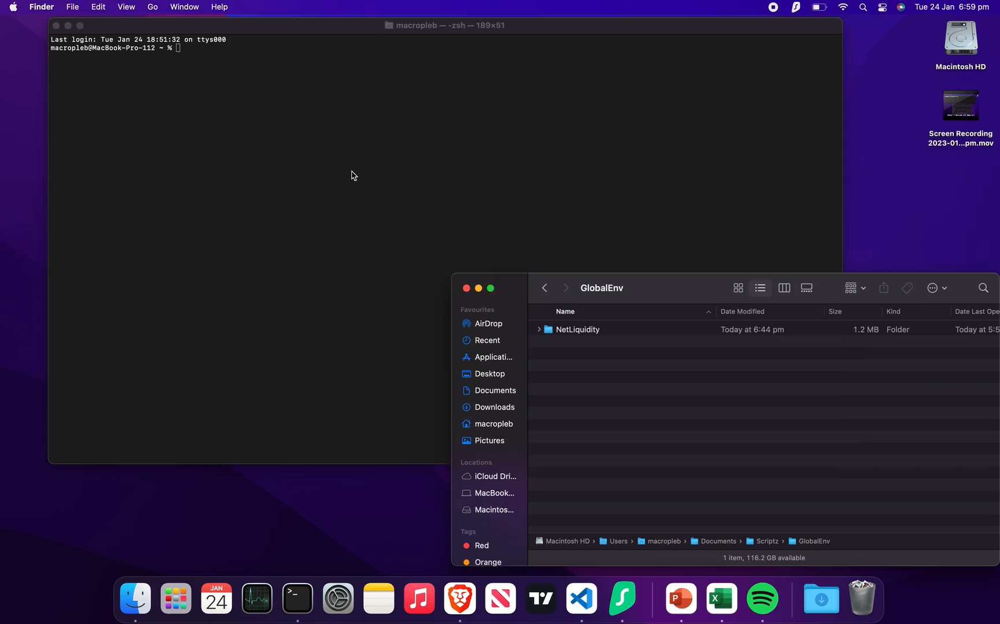 Finder File Edit View Go Window Help
Tue 24 Jan 6:59 pm
macropleb — -zsh — 189×51
Last login: Tue Jan 24 18:51:32 on ttys000
macropleb@MacBook-Pro-112 ~ %
Macintosh HD
Screen Recording
2023-01...pm.mov
GlobalEnv
Favourites
AirDrop
Recent
Applicati...
Desktop
Documents
Downloads
macropleb
Pictures
Locations
iCloud Dri...
MacBook...
Macintos...
Tags
Red
Orange
Name Date Modified Size Kind Date Last Ope
NetLiquidity Today at 6:44 pm 1.2 MB Folder Today at 5:5
Macintosh HD › Users › macropleb › Documents › Scriptz › GlobalEnv
1 item, 116.2 GB available
JAN
24
>_
P
X